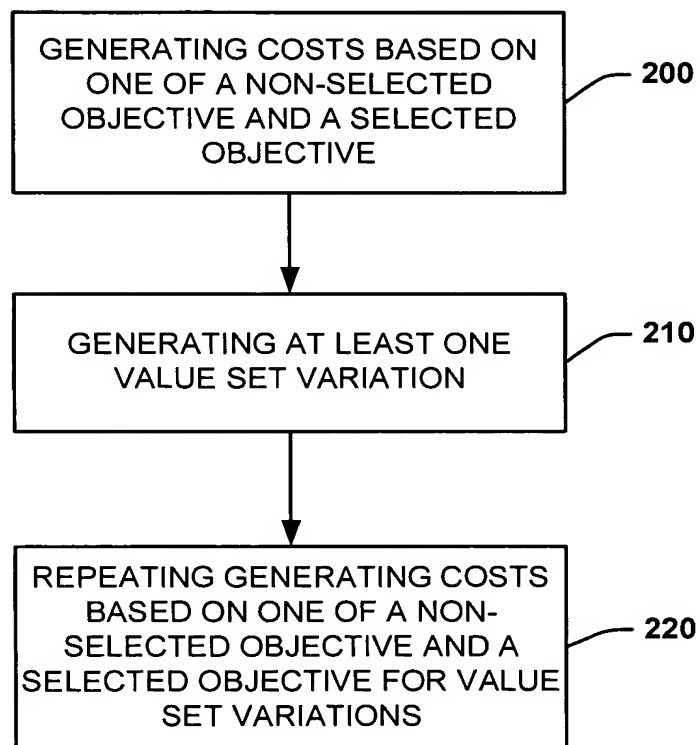 GENERATING COSTS BASED ON
ONE OF A NON-SELECTED
OBJECTIVE AND A SELECTED
OBJECTIVE
200
GENERATING AT LEAST ONE
VALUE SET VARIATION
210
REPEATING GENERATING COSTS
BASED ON ONE OF A NON-
SELECTED OBJECTIVE AND A
SELECTED OBJECTIVE FOR VALUE
SET VARIATIONS
220